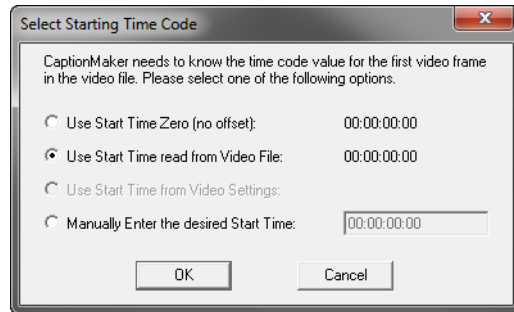 Select Starting Time Code
CaptionMaker needs to know the time code value for the first video frame
in the video file. Please select one of the following options.
Use Start Time Zero (no offset): 00:00:00:00
Use Start Time read from Video File: 00:00:00:00
Use Start Time from Video Settings:
Manually Enter the desired Start Time: 00:00:00:00
OK Cancel